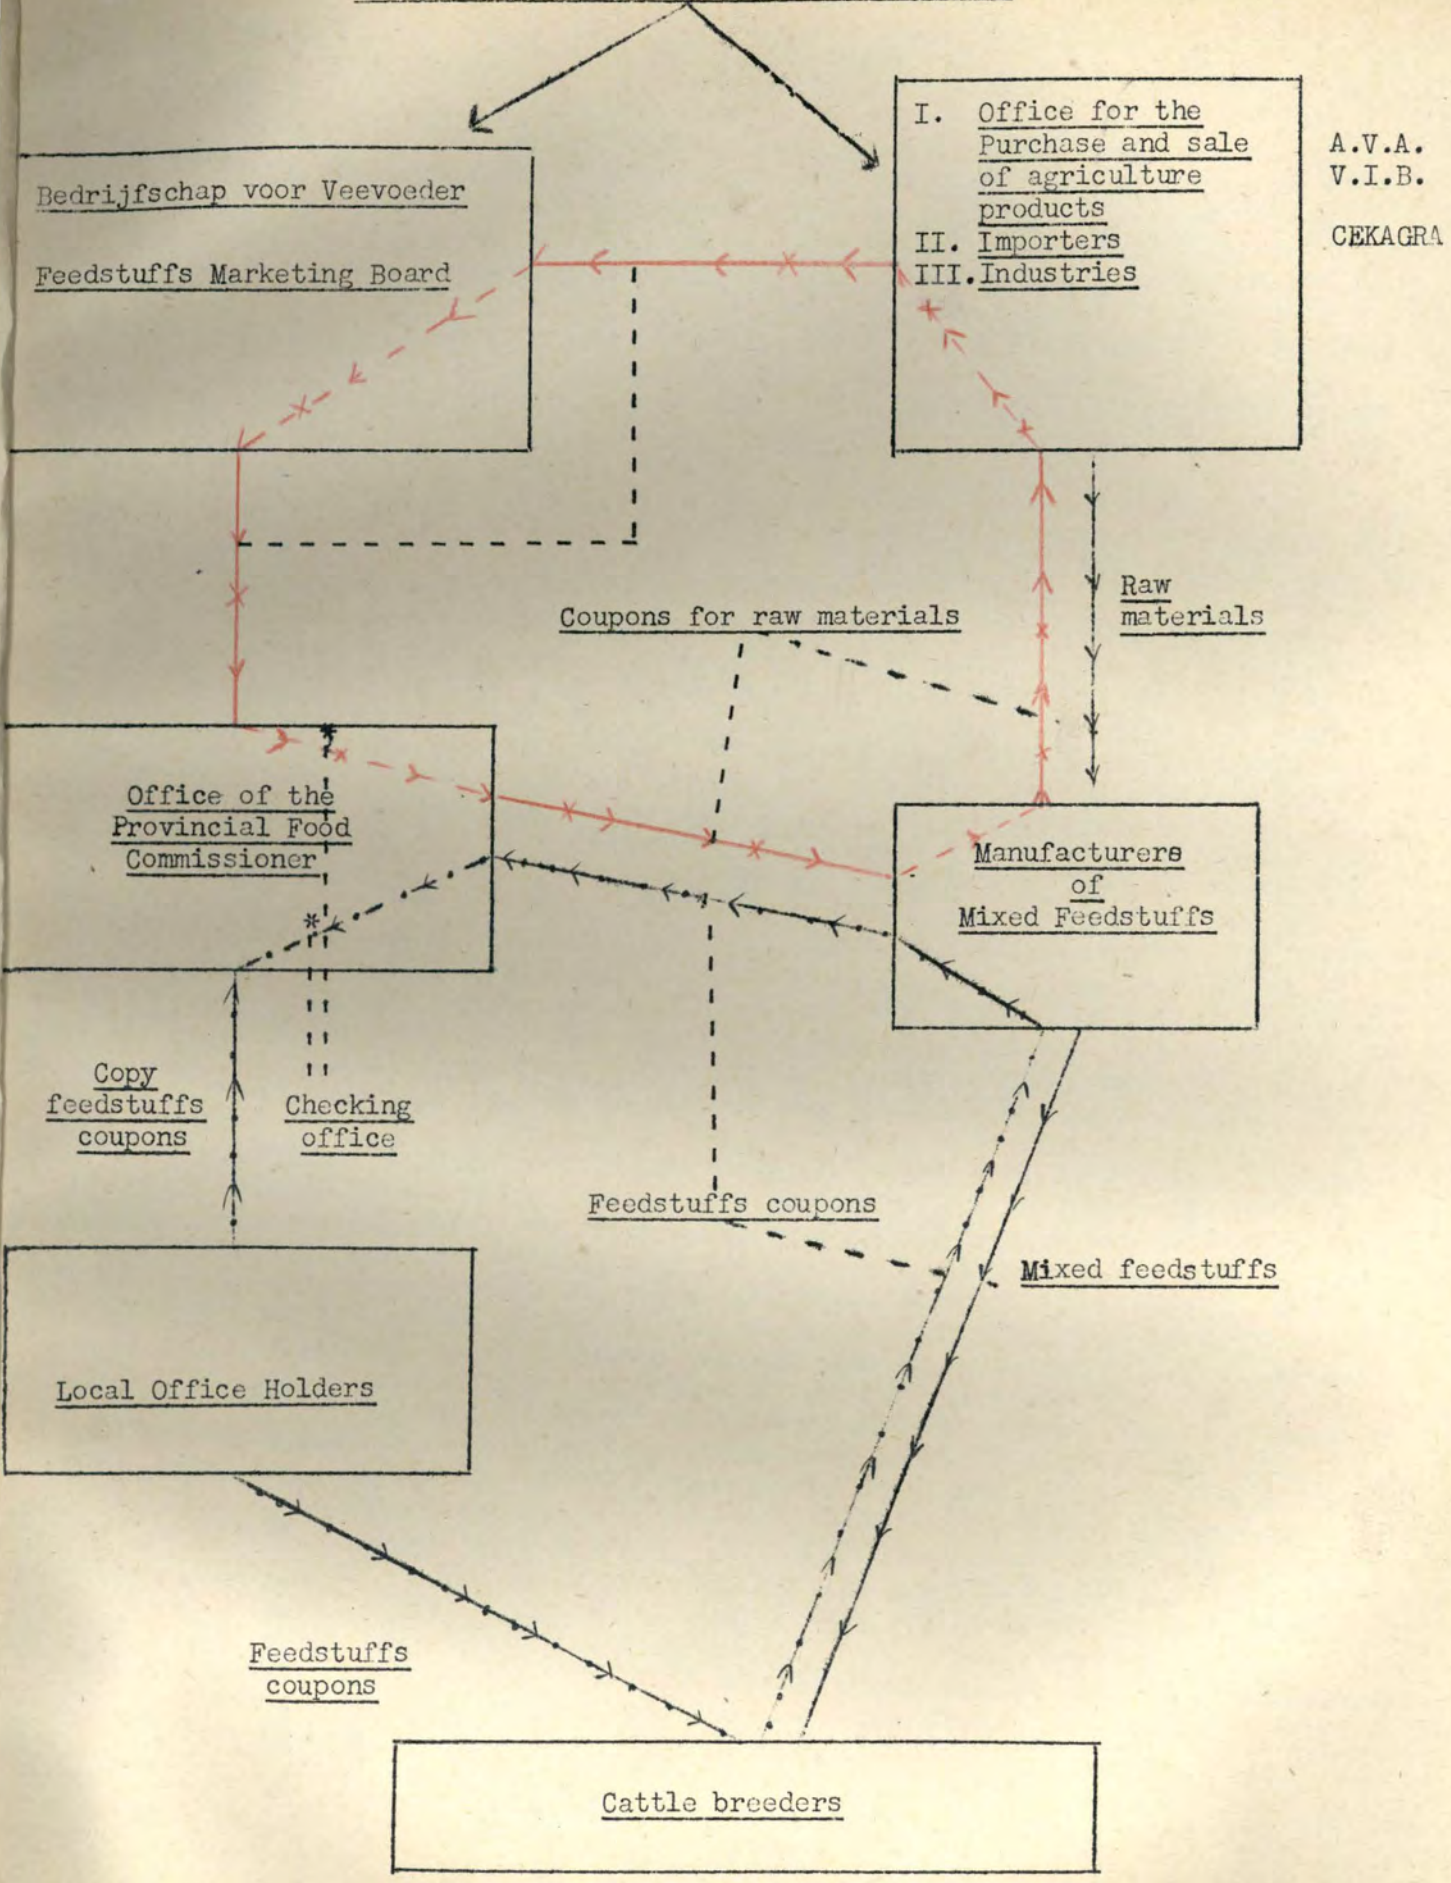 I. Office for the
Purchase and sale
of agriculture
products
II. Importers
III. Industries
A.V.A.
V.I.B.
CEKAGRA
Bedrijfschap voor Veevoeder
Feedstuffs Marketing Board
Coupons for raw materials
Raw
materials
Office of the
Provincial Food
Commissioner
Manufacturers
of
Mixed Feedstuffs
Copy
feedstuffs
coupons
Checking
office
Feedstuffs coupons
Mixed feedstuffs
Local Office Holders
Feedstuffs
coupons
Cattle breeders